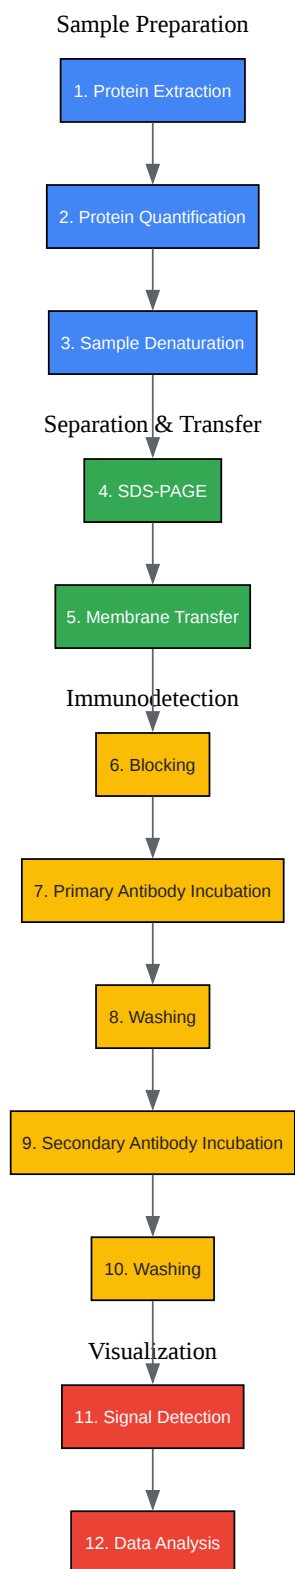 Sample Preparation
1. Protein Extraction
2. Protein Quantification
3. Sample Denaturation
Separation & Transfer
4. SDS-PAGE
5. Membrane Transfer
Immunodetection
6. Blocking
7. Primary Antibody Incubation
8. Washing
9. Secondary Antibody Incubation
10. Washing
Visualization
11. Signal Detection
12. Data Analysis